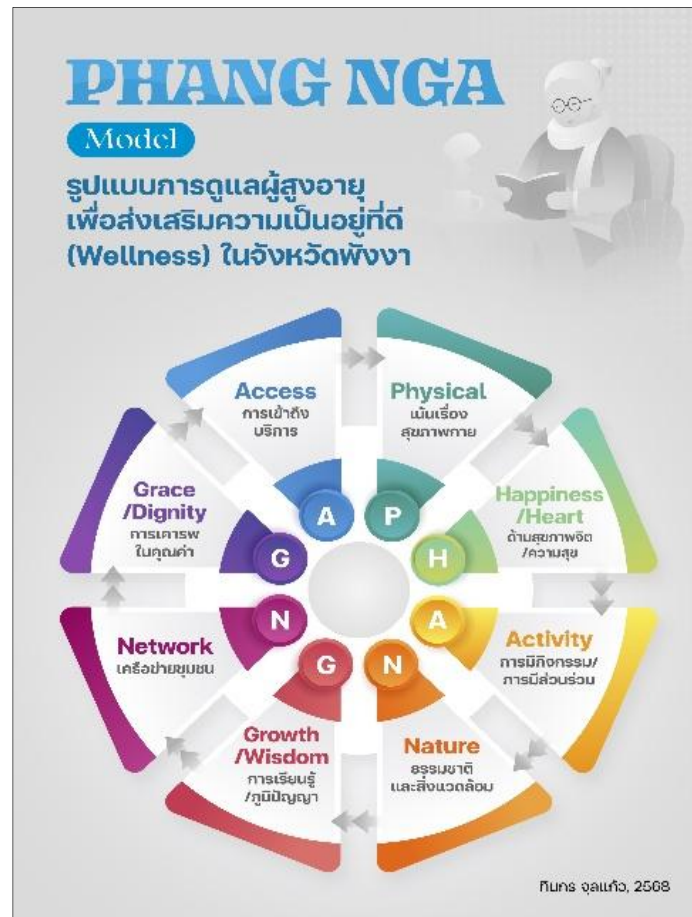 PHANG NGA
Model
รูปแบบการดูแลผู้สูงอายุ
เพื่อส่งเสริมความเป็นอยู่ที่ดี
(Wellness) ในจังหวัดพังงา
Access
การเข้าถึง
บริการ
Physical
เน้นเรื่อง
สุขภาพกาย
Happiness
/Heart
ด้านสุขภาพจิต
/ความสุข
Activity
การมีกิจกรรม/
การมีส่วนร่วม
Nature
ธรรมชาติ
และสิ่งแวดล้อม
Growth
/Wisdom
การเรียนรู้
/ภูมิปัญญา
Network
เครือข่ายชุมชน
Grace
/Dignity
การเคารพ
ในคุณค่า
P
H
A
N
G
N
G
A
ทินกร จุลแก้ว, 2568